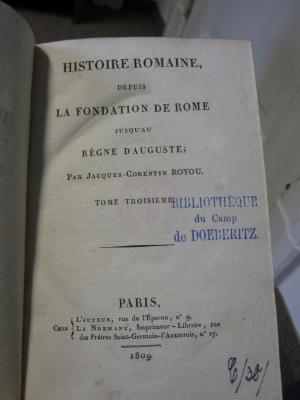 HISTOIRE ROMAINE,
DEPUIS
LA FONDATION DE ROME
JUSQU'AU
RÈGNE D'AUGUSTE;
PAR JACQUES-CORENTIN ROYOU.
TOME TROISIÈME.
BIBLIOTHÈQUE
du Camp
de DOEBERITZ.
PARIS,
CHEZ
L'AUTEUR, rue de l'Éperon, nº 9.
LE NORMANT, Imprimeur-Libraire, rue
des Prêtres Saint-Germain-l'Auxerrois, nº 17.
1809.